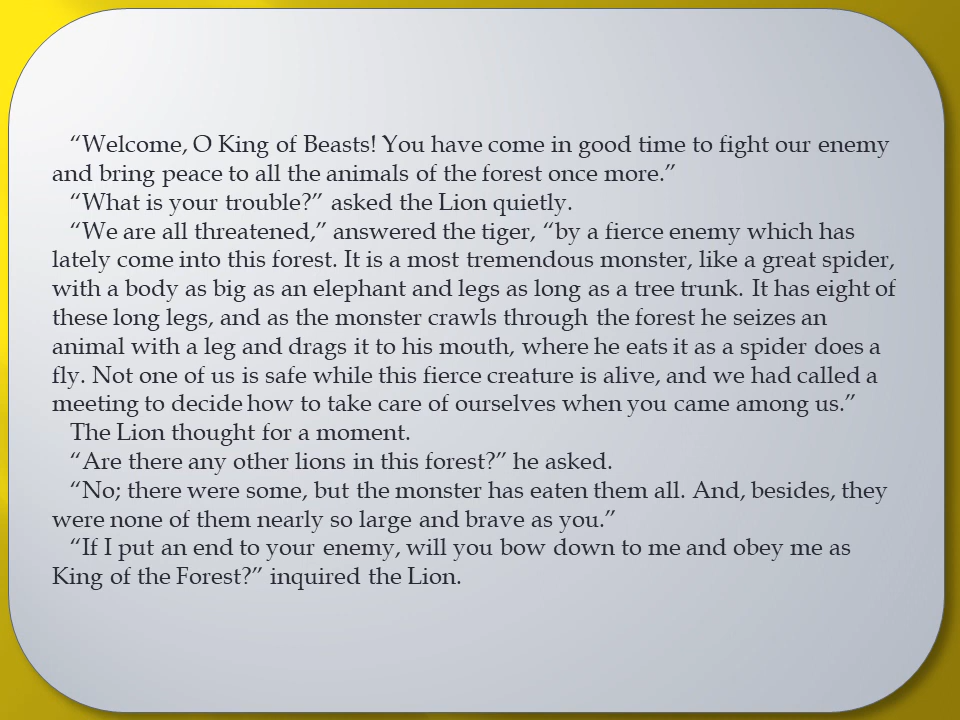 “Welcome, O King of Beasts! You have come in good time to fight our enemy
and bring peace to all the animals of the forest once more.”
“What is your trouble?” asked the Lion quietly.
“We are all threatened,” answered the tiger, “by a fierce enemy which has
lately come into this forest. It is a most tremendous monster, like a great spider,
with a body as big as an elephant and legs as long as a tree trunk. It has eight of
these long legs, and as the monster crawls through the forest he seizes an
animal with a leg and drags it to his mouth, where he eats it as a spider does a
fly. Not one of us is safe while this fierce creature is alive, and we had called a
meeting to decide how to take care of ourselves when you came among us.”
The Lion thought for a moment.
“Are there any other lions in this forest?” he asked.
“No; there were some, but the monster has eaten them all. And, besides, they
were none of them nearly so large and brave as you.”
“If I put an end to your enemy, will you bow down to me and obey me as
King of the Forest?” inquired the Lion.